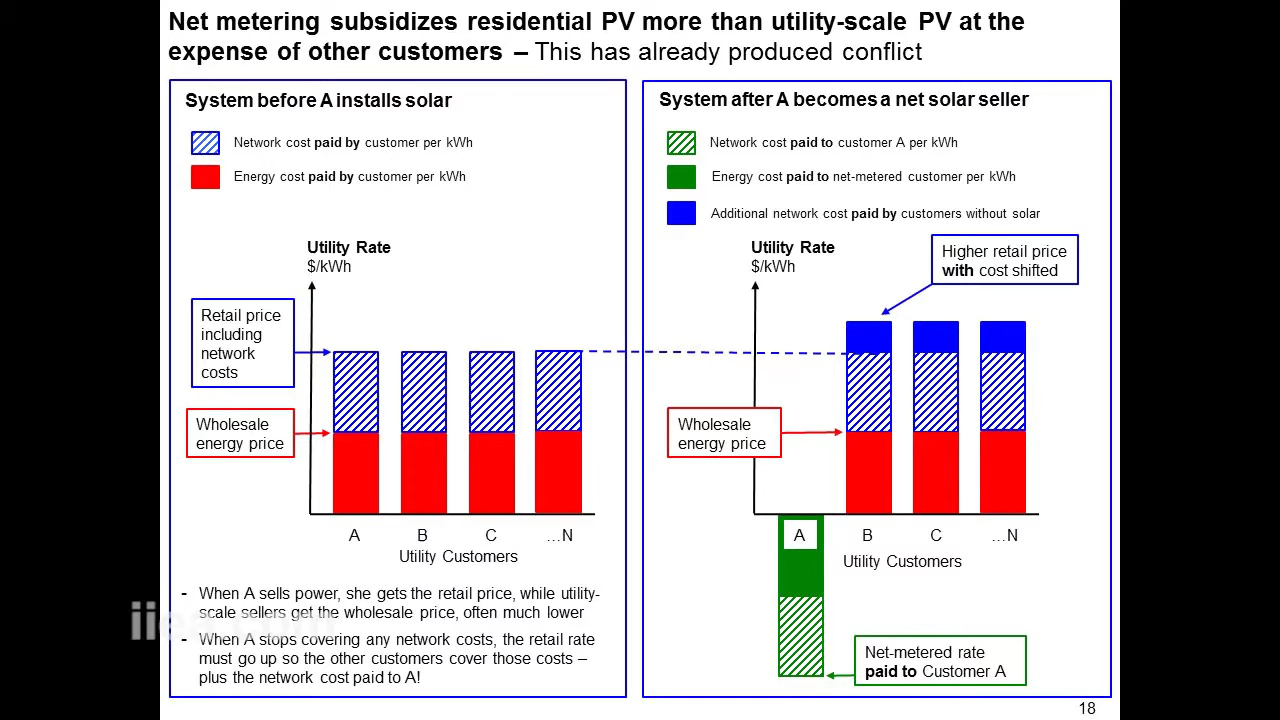 Net metering subsidizes residential PV more than utility-scale PV at the
expense of other customers – This has already produced conflict
System before A installs solar
Network cost paid by customer per kWh
Energy cost paid by customer per kWh
Utility Rate
$/kWh
Retail price
including
network
costs
Wholesale
energy price
A B C …N
Utility Customers
- When A sells power, she gets the retail price, while utility-
scale sellers get the wholesale price, often much lower
- When A stops covering any network costs, the retail rate
must go up so the other customers cover those costs –
plus the network cost paid to A!
System after A becomes a net solar seller
Network cost paid to customer A per kWh
Energy cost paid to net-metered customer per kWh
Additional network cost paid by customers without solar
Utility Rate
$/kWh
Higher retail price
with cost shifted
Wholesale
energy price
A B C …N
Utility Customers
Net-metered rate
paid to Customer A
18